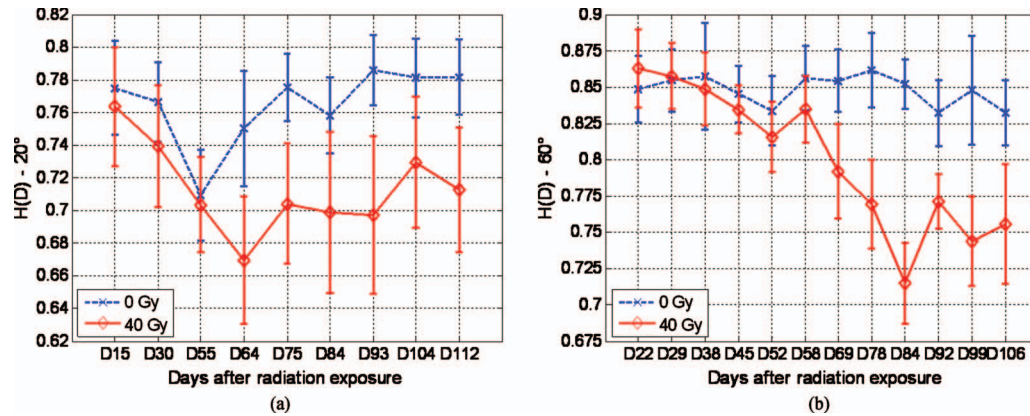 0.82
0.8
0.78
0.76
0.74
0.72
0.7
0.68
0.66
0.64
0.62
H(D) - 20°
0 Gy
40 Gy
D15 D30 D55 D64 D75 D84 D93 D104 D112
Days after radiation exposure
(a)
0.9
0.875
0.85
0.825
0.8
0.775
0.75
0.725
0.7
0.675
H(D) - 60°
0 Gy
40 Gy
D22 D29 D38 D45 D52 D58 D69 D78 D84 D92 D99 D106
Days after radiation exposure
(b)